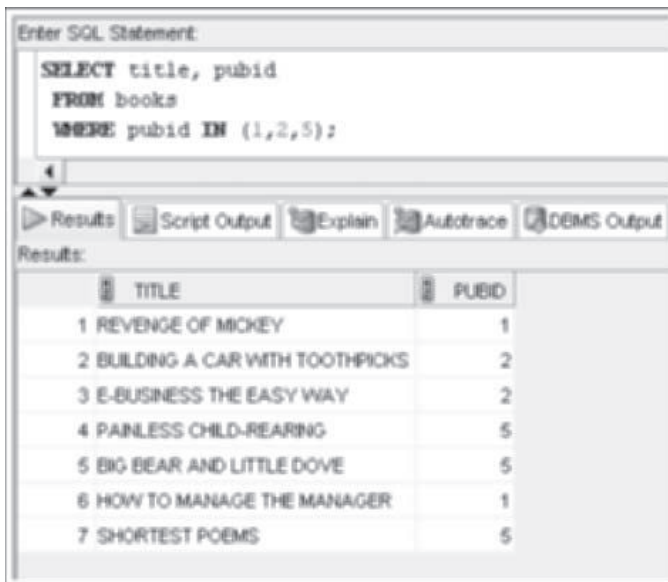 Enter SQL Statement:
SELECT title, pubid
FROM books
WHERE pubid IN (1,2,5);
Results Script Output Explain Autotrace DBMS Output
Results:
TITLE PUBID
1 REVENGE OF MICKEY 1
2 BUILDING A CAR WITH TOOTHPICKS 2
3 E-BUSINESS THE EASY WAY 2
4 PAINLESS CHILD-REARING 5
5 BIG BEAR AND LITTLE DOVE 5
6 HOW TO MANAGE THE MANAGER 1
7 SHORTEST POEMS 5